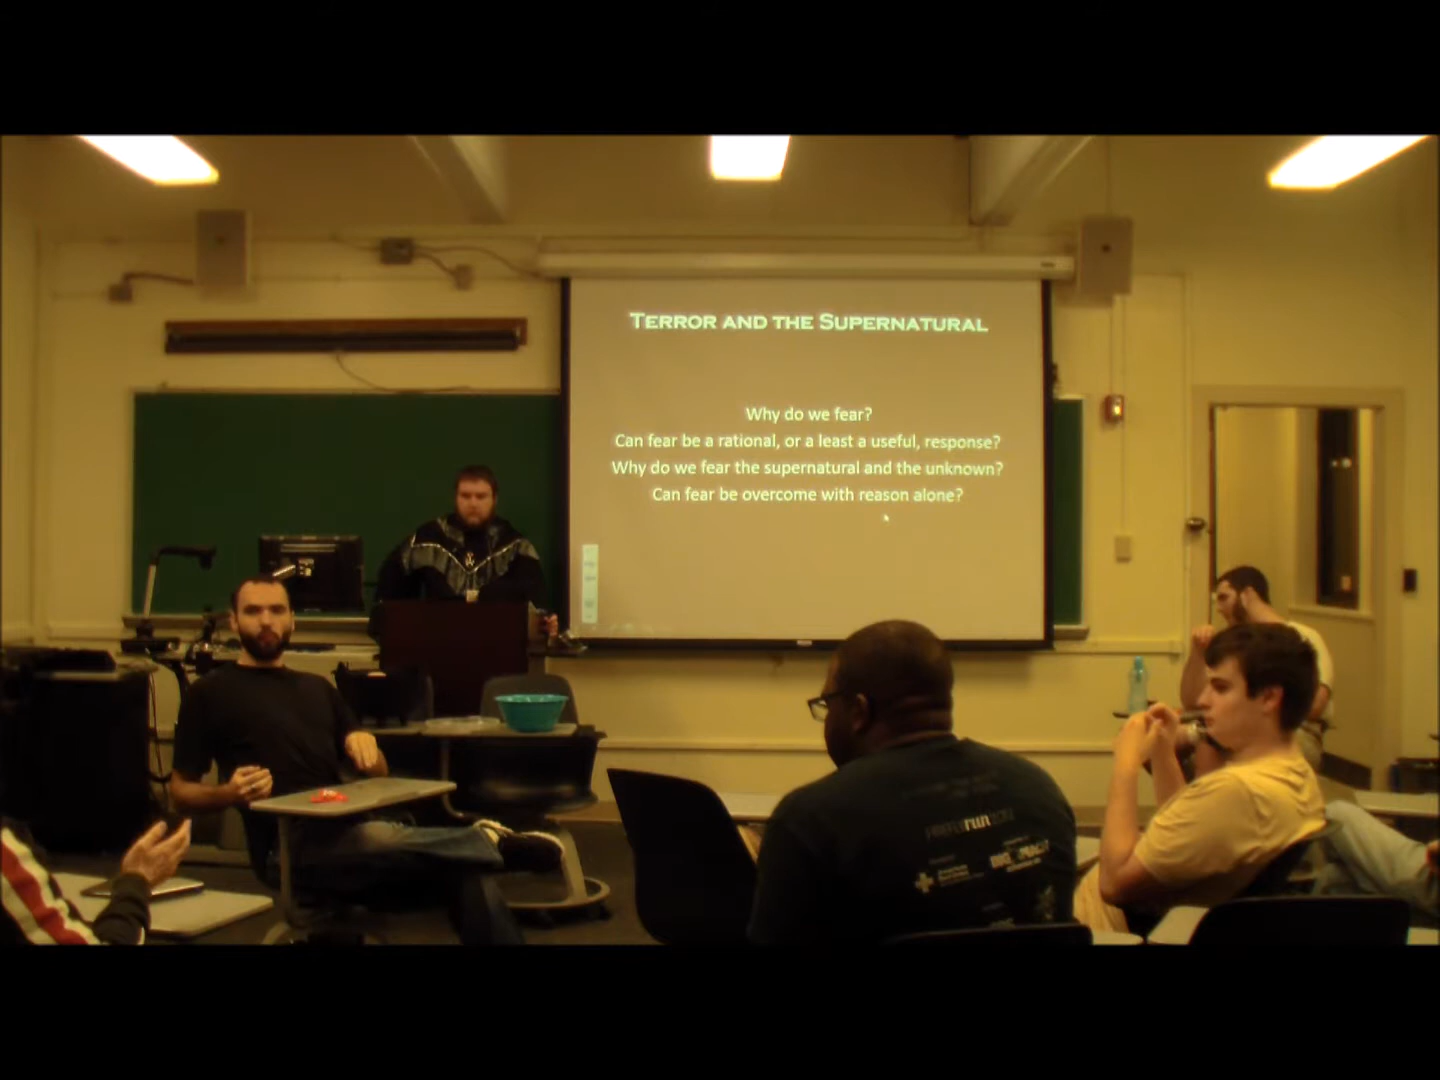 Terror and the Supernatural
Why do we fear?
Can fear be a rational, or a least a useful, response?
Why do we fear the supernatural and the unknown?
Can fear be overcome with reason alone?
run